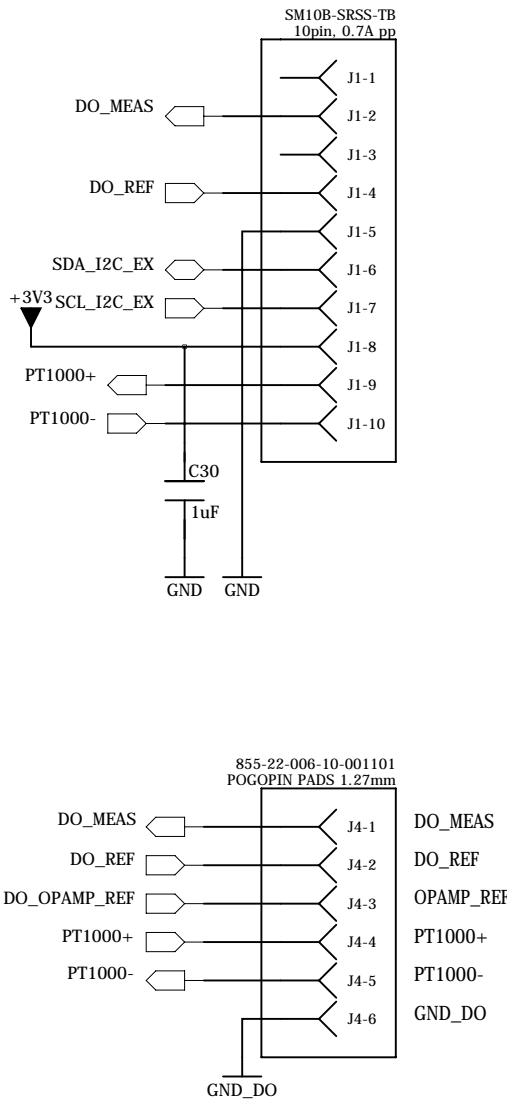 SM10B-SRSS-TB
10pin, 0.7A pp
J1-1
DO_MEAS J1-2
J1-3
DO_REF J1-4
J1-5
SDA_I2C_EX J1-6
+3V3 SCL_I2C_EX J1-7
J1-8
PT1000+ J1-9
PT1000- J1-10
C30
1uF
GND GND
855-22-006-10-001101
POGOPIN PADS 1.27mm
DO_MEAS J4-1 DO_MEAS
DO_REF J4-2 DO_REF
DO_OPAMP_REF J4-3 OPAMP_REF
PT1000+ J4-4 PT1000+
PT1000- J4-5 PT1000-
J4-6 GND_DO
GND_DO